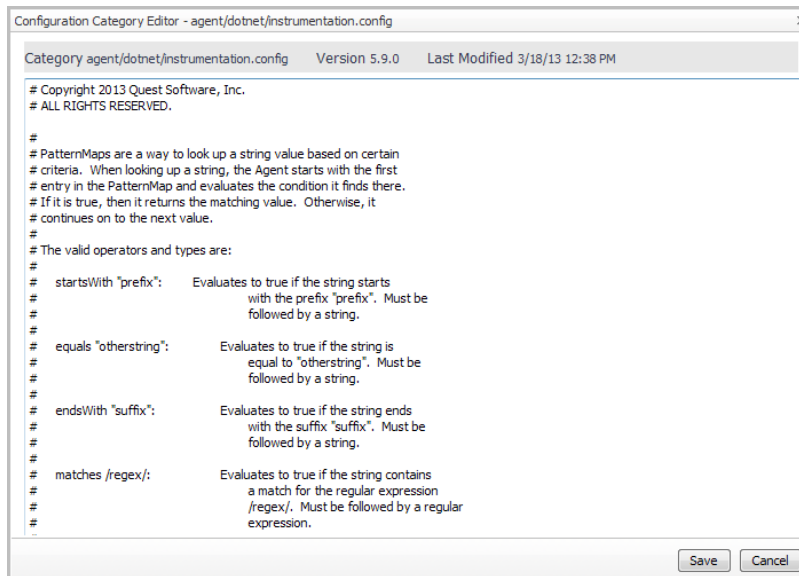 Configuration Category Editor - agent/dotnet/instrumentation.config
Category agent/dotnet/instrumentation.config Version 5.9.0 Last Modified 3/18/13 12:38 PM
# Copyright 2013 Quest Software, Inc.
# ALL RIGHTS RESERVED.
#
# PatternMaps are a way to look up a string value based on certain
# criteria. When looking up a string, the Agent starts with the first
# entry in the PatternMap and evaluates the condition it finds there.
# If it is true, then it returns the matching value. Otherwise, it
# continues on to the next value.
#
# The valid operators and types are:
#
# startsWith "prefix": Evaluates to true if the string starts
# with the prefix "prefix". Must be
# followed by a string.
#
# equals "otherstring": Evaluates to true if the string is
# equal to "otherstring". Must be
# followed by a string.
#
# endsWith "suffix": Evaluates to true if the string ends
# with the suffix "suffix". Must be
# followed by a string.
#
# matches /regex/: Evaluates to true if the string contains
# a match for the regular expression
# /regex/. Must be followed by a regular
# expression.
Save Cancel